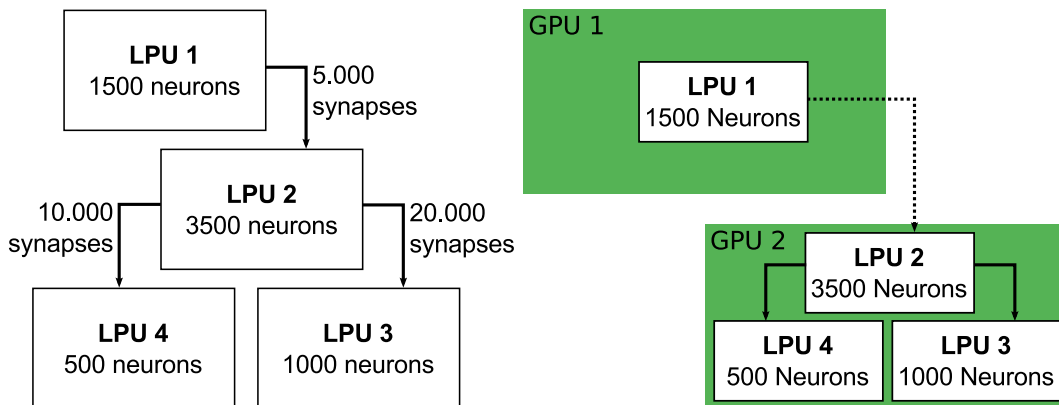 LPU 1
1500 neurons
5.000
synapses
LPU 2
3500 neurons
10.000
synapses
20.000
synapses
LPU 4
500 neurons
LPU 3
1000 neurons
GPU 1
LPU 1
1500 Neurons
GPU 2
LPU 2
3500 Neurons
LPU 4
500 Neurons
LPU 3
1000 Neurons